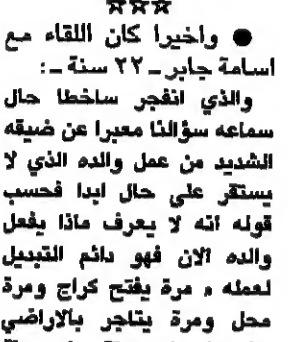 ● واخيرا كان اللقاء مع
اسامة جابر ـ ٢٢ سنة ـ :
والذي انفجر ساخطا حال
سماعه سؤالنا معبرا عن ضيقه
الشديد من عمل والده الذي لا
يستقر على حال ابدا فحسب
قوله انه لا يعرف ماذا يفعل
والده الان فهو دائم التبديل
لعمله « مرة يفتح كراج ومرة
محل ومرة يتاجر بالاراضي